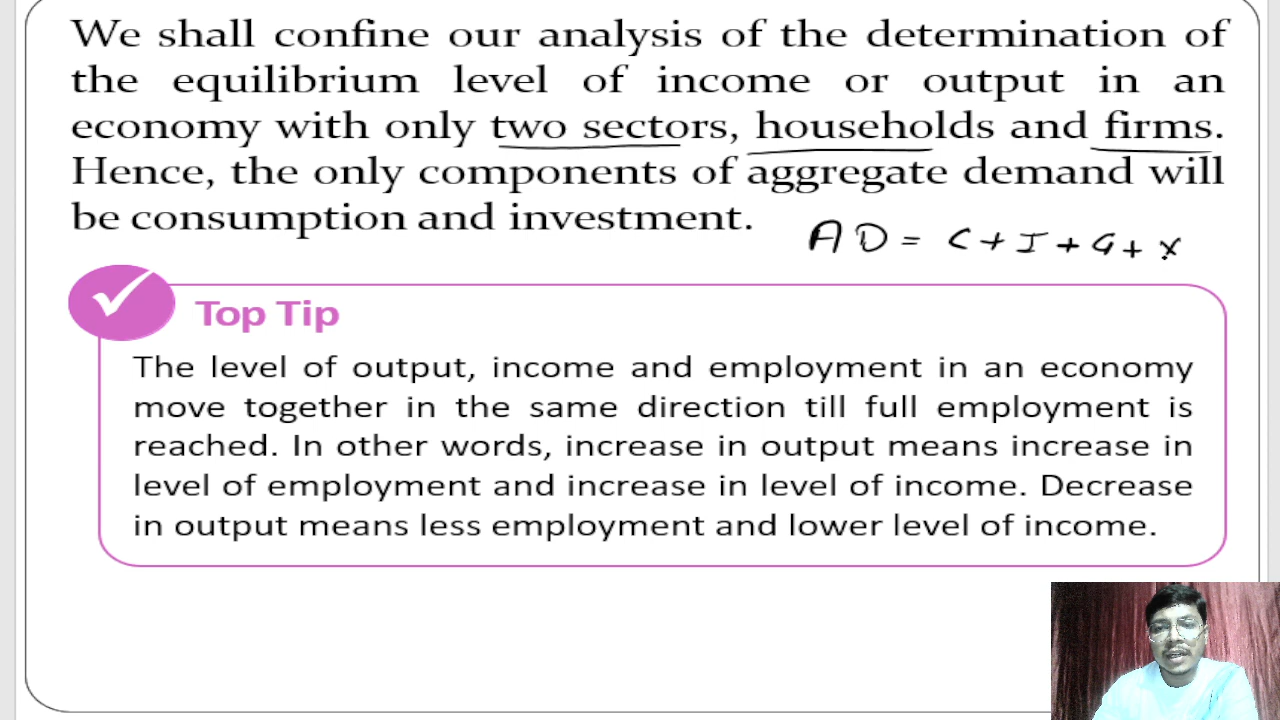 We shall confine our analysis of the determination of
the equilibrium level of income or output in an
economy with only two sectors, households and firms.
Hence, the only components of aggregate demand will
be consumption and investment.
AD = C + I + G + X
Top Tip
The level of output, income and employment in an economy
move together in the same direction till full employment is
reached. In other words, increase in output means increase in
level of employment and increase in level of income. Decrease
in output means less employment and lower level of income.